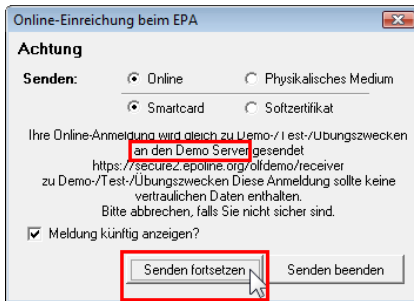 Online-Einreichung beim EPA
Achtung
Senden: Online Physikalisches Medium
Smartcard Softzertifikat
Ihre Online-Anmeldung wird gleich zu Demo-/Test-/Übungszwecken
an den Demo Server gesendet
https://secure2.epoline.org/olfdemo/receiver
zu Demo-/Test-/Übungszwecken Diese Anmeldung sollte keine
vertraulichen Daten enthalten.
Bitte abbrechen, falls Sie nicht sicher sind.
Meldung künftig anzeigen?
Senden fortsetzen Senden beenden